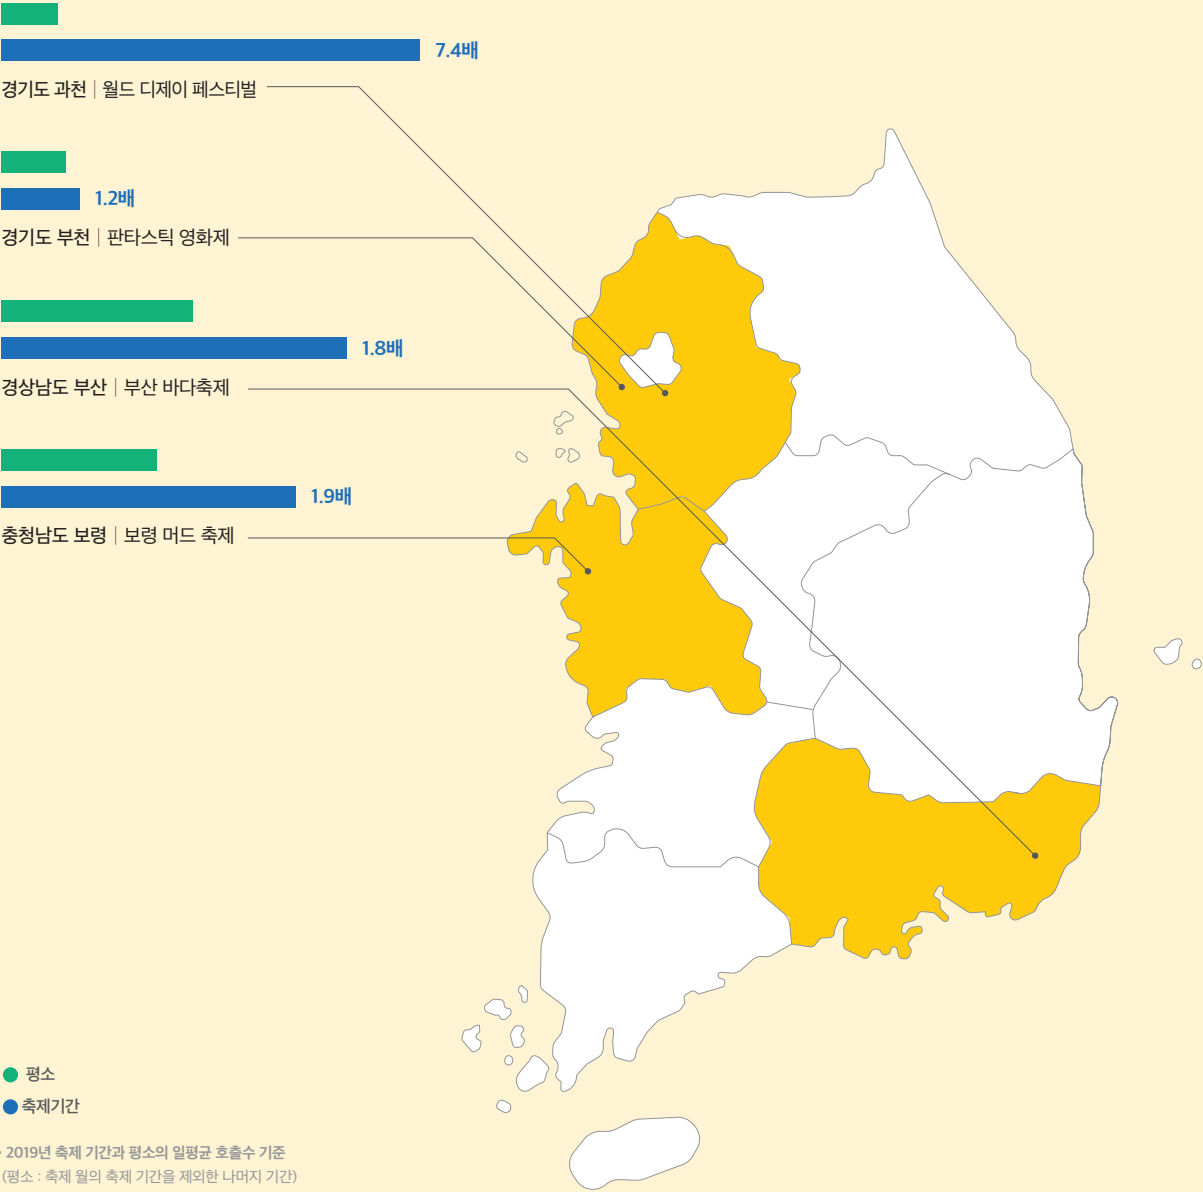 7.4배
경기도 과천 | 월드 디제이 페스티벌
1.2배
경기도 부천 | 판타스틱 영화제
1.8배
경상남도 부산 | 부산 바다축제
1.9배
충청남도 보령 | 보령 머드 축제
평소
축제기간
· 2019년 축제 기간과 평소의 일평균 호출수 기준
(평소 : 축제 월의 축제 기간을 제외한 나머지 기간)